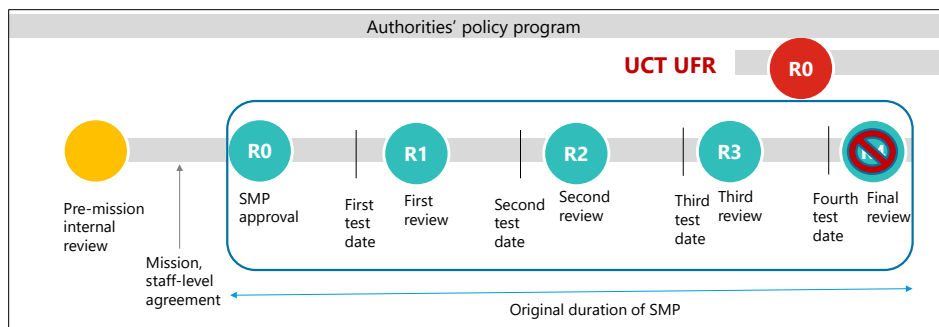 Authorities' policy program
UCT UFR
R0
R0
R1
R2
R3
Pre-mission
internal
review
Mission,
staff-level
agreement
SMP
approval
First
test
date
First
review
Second
test
date
Second
review
Third
test
date
Third
review
Fourth
test
date
Final
review
Original duration of SMP